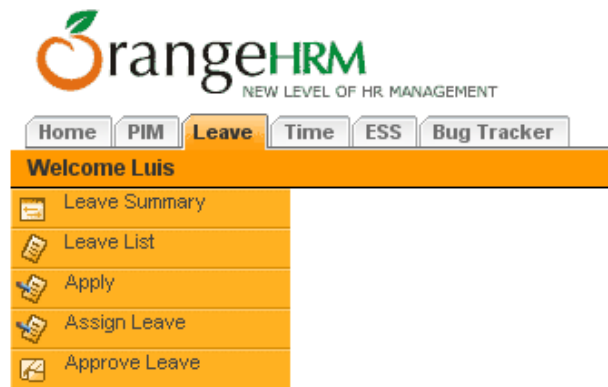 OrangeHRM
NEW LEVEL OF HR MANAGEMENT
Home PIM Leave Time ESS Bug Tracker
Welcome Luis
Leave Summary
Leave List
Apply
Assign Leave
Approve Leave